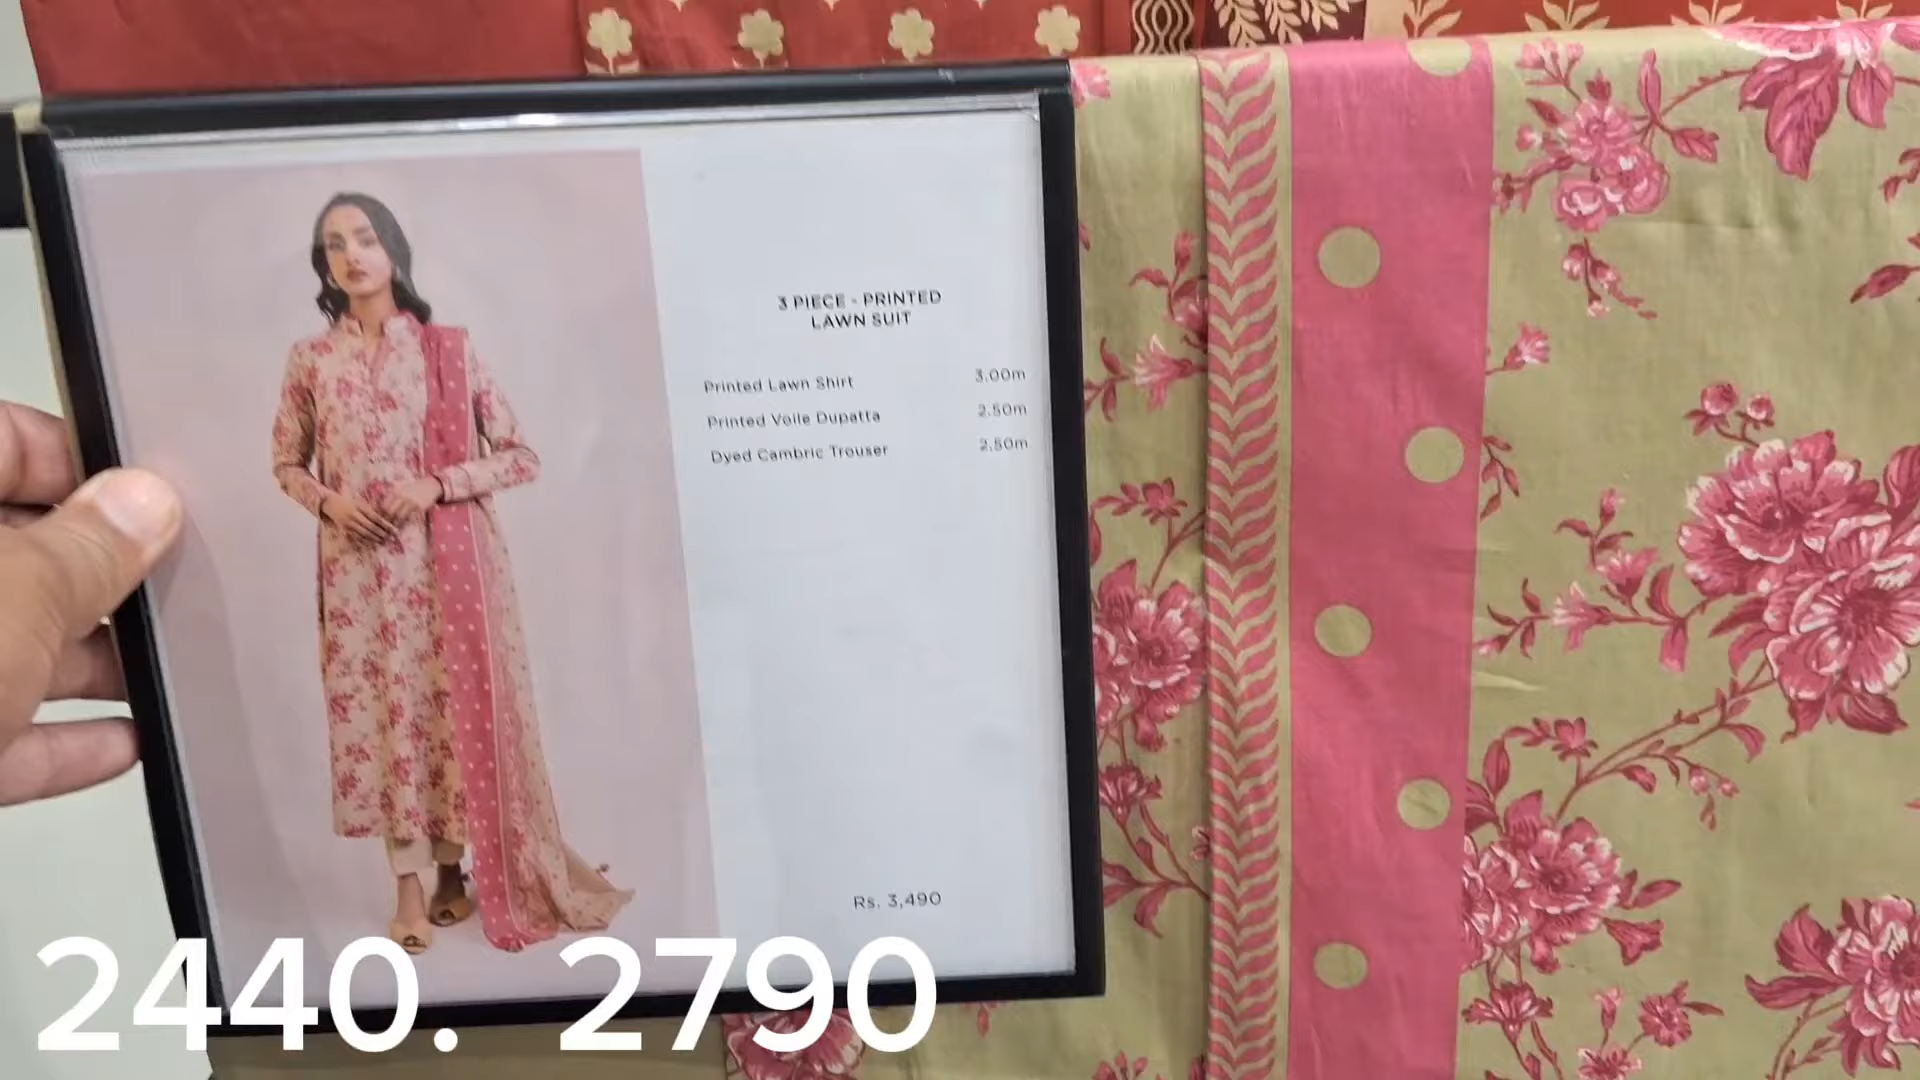 3 PIECE - PRINTED
LAWN SUIT
Printed Lawn Shirt 3.00m
Printed Voile Dupatta 2.50m
Dyed Cambric Trouser 2.50m
Rs. 3,490
2440. 2790